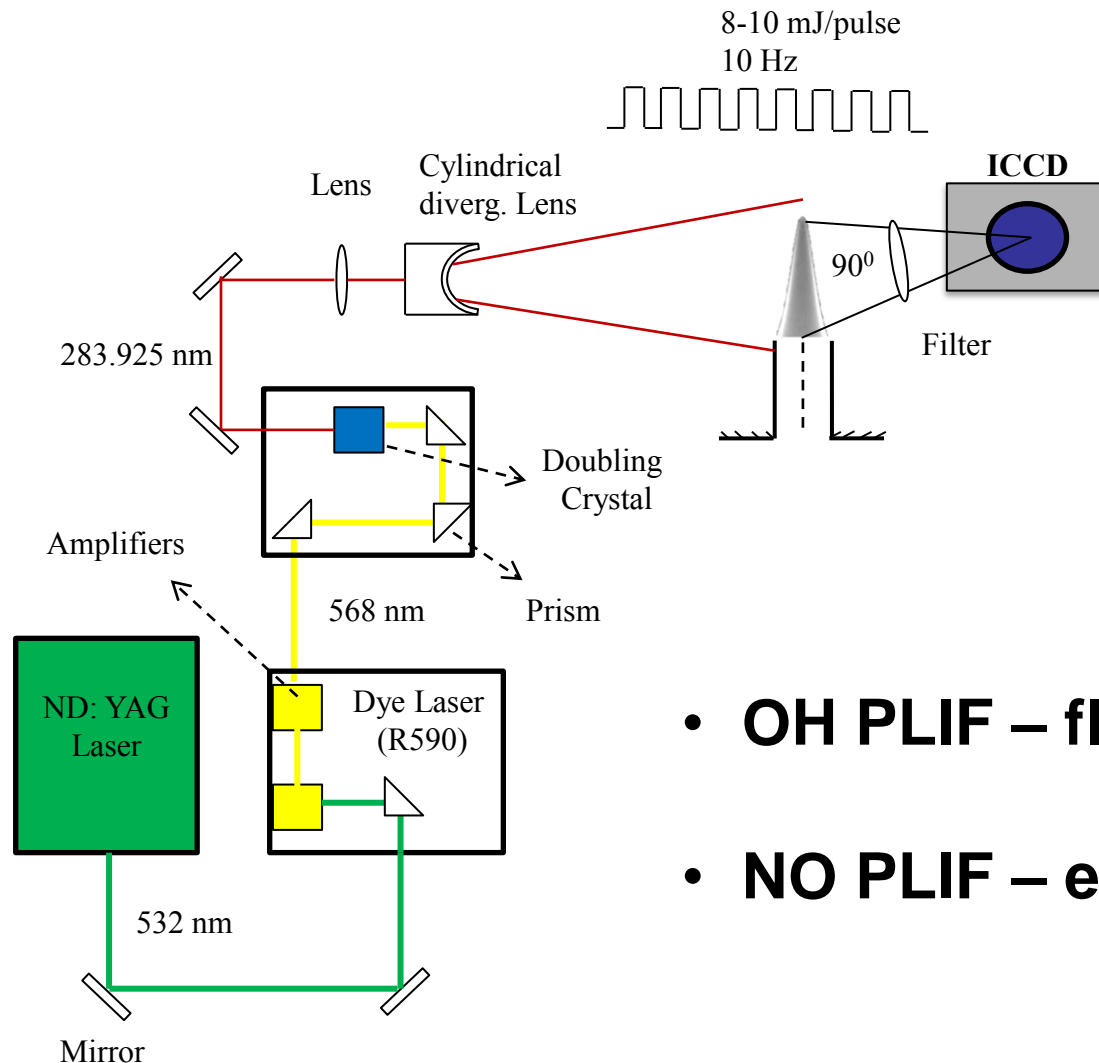 8-10 mJ/pulse
10 Hz
ICCD
Lens
Cylindrical
diverg. Lens
90⁰
283.925 nm
Filter
Doubling
Crystal
Amplifiers
Prism
568 nm
ND: YAG
Laser
Dye Laser
(R590)
• OH PLIF –
• NO PLIF –
532 nm
Mirror